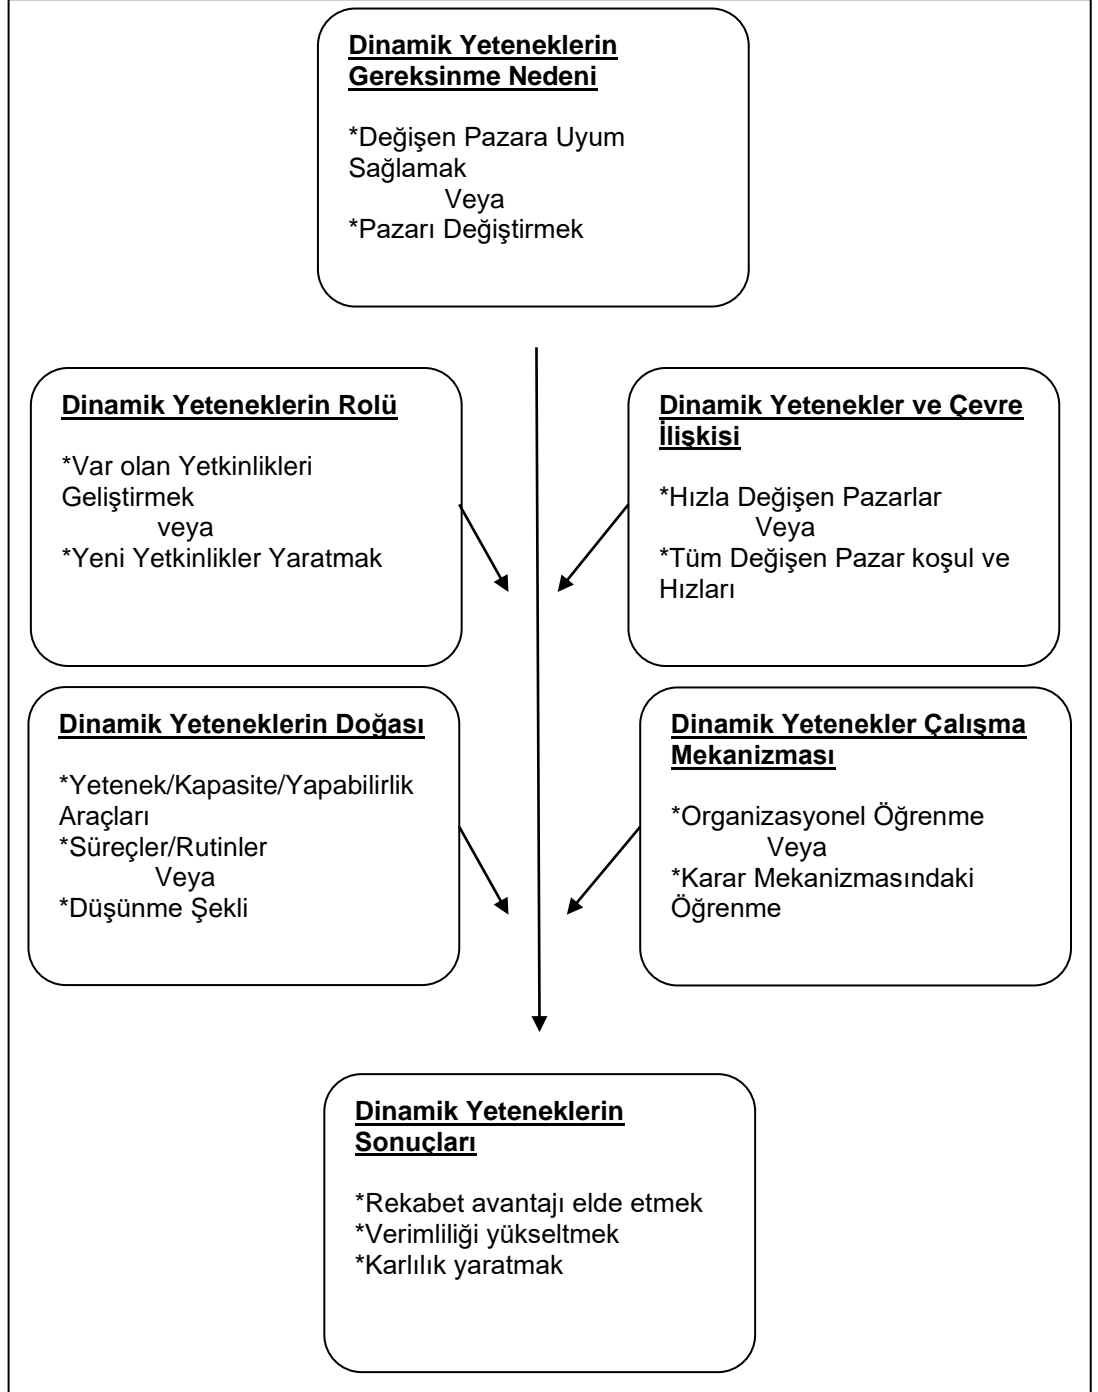 Dinamik Yeteneklerin
Gereksinme Nedeni
*Değişen Pazara Uyum
Sağlamak
Veya
*Pazarı Değiştirmek
Dinamik Yeteneklerin Rolü
*Var olan Yetkinlikleri
Geliştirmek
veya
*Yeni Yetkinlikler Yaratmak
Dinamik Yetenekler ve Çevre
İlişkisi
*Hızla Değişen Pazarlar
Veya
*Tüm Değişen Pazar koşul ve
Hızları
Dinamik Yeteneklerin Doğası
*Yetenek/Kapasite/Yapabilirlik
Araçları
*Süreçler/Rutinler
Veya
*Düşünme Şekli
Dinamik Yetenekler Çalışma
Mekanizması
*Organizasyonel Öğrenme
Veya
*Karar Mekanizmasındaki
Öğrenme
Dinamik Yeteneklerin
Sonuçları
*Rekabet avantajı elde etmek
*Verimliliği yükseltmek
*Karlılık yaratmak